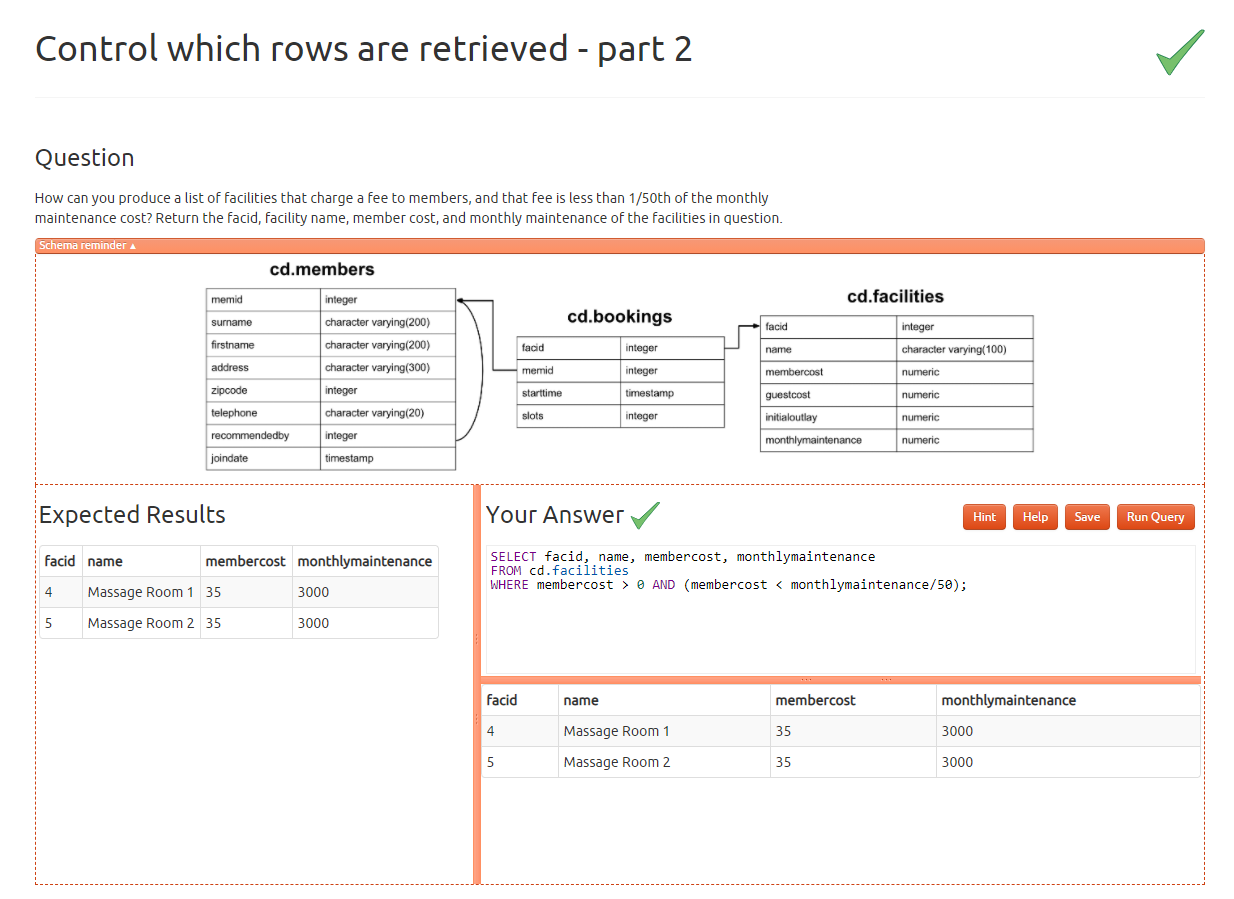 Control which rows are retrieved - part 2
Question
How can you produce a list of facilities that charge a fee to members, and that fee is less than 1/50th of the monthly
maintenance cost? Return the facid, facility name, member cost, and monthly maintenance of the facilities in question.
Schema reminder ▴
cd.members
memid integer
surname character varying(200)
firstname character varying(200)
address character varying(300)
zipcode integer
telephone character varying(20)
recommendedby integer
joindate timestamp
cd.bookings
facid integer
memid integer
starttime timestamp
slots integer
cd.facilities
facid integer
name character varying(100)
membercost numeric
guestcost numeric
initialoutlay numeric
monthlymaintenance numeric
Expected Results
facid name membercost monthlymaintenance
4 Massage Room 1 35 3000
5 Massage Room 2 35 3000
Your Answer
Hint Help Save Run Query
SELECT facid, name, membercost, monthlymaintenance
FROM cd.facilities
WHERE membercost > 0 AND (membercost < monthlymaintenance/50);
facid name membercost monthlymaintenance
4 Massage Room 1 35 3000
5 Massage Room 2 35 3000